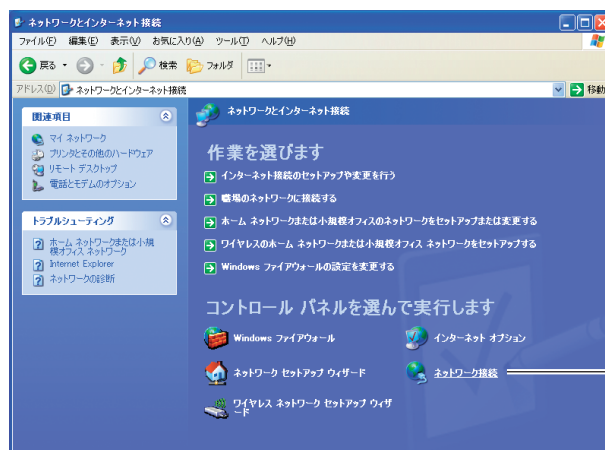 ネットワークとインターネット接続
ファイル(F) 編集(E) 表示(V) お気に入り(A) ツール(T) ヘルプ(H)
戻る 検索 フォルダ
アドレス(D) ネットワークとインターネット接続 移動
関連項目
マイ ネットワーク
プリンタとその他のハードウェア
リモート デスクトップ
電話とモデムのオプション
トラブルシューティング
ホーム ネットワークまたは小規
模オフィス ネットワーク
Internet Explorer
ネットワークの診断
ネットワークとインターネット接続
作業を選びます
インターネット接続のセットアップや変更を行う
職場のネットワークに接続する
ホーム ネットワークまたは小規模オフィスのネットワークをセットアップまたは変更する
ワイヤレスのホーム ネットワークまたは小規模オフィス ネットワークをセットアップする
Windows ファイアウォールの設定を変更する
コントロール パネルを選んで実行します
Windows ファイアウォール インターネット オプション
ネットワーク セットアップ ウィザード ネットワーク接続
ワイヤレス ネットワーク セットアップ ウィザ
ード